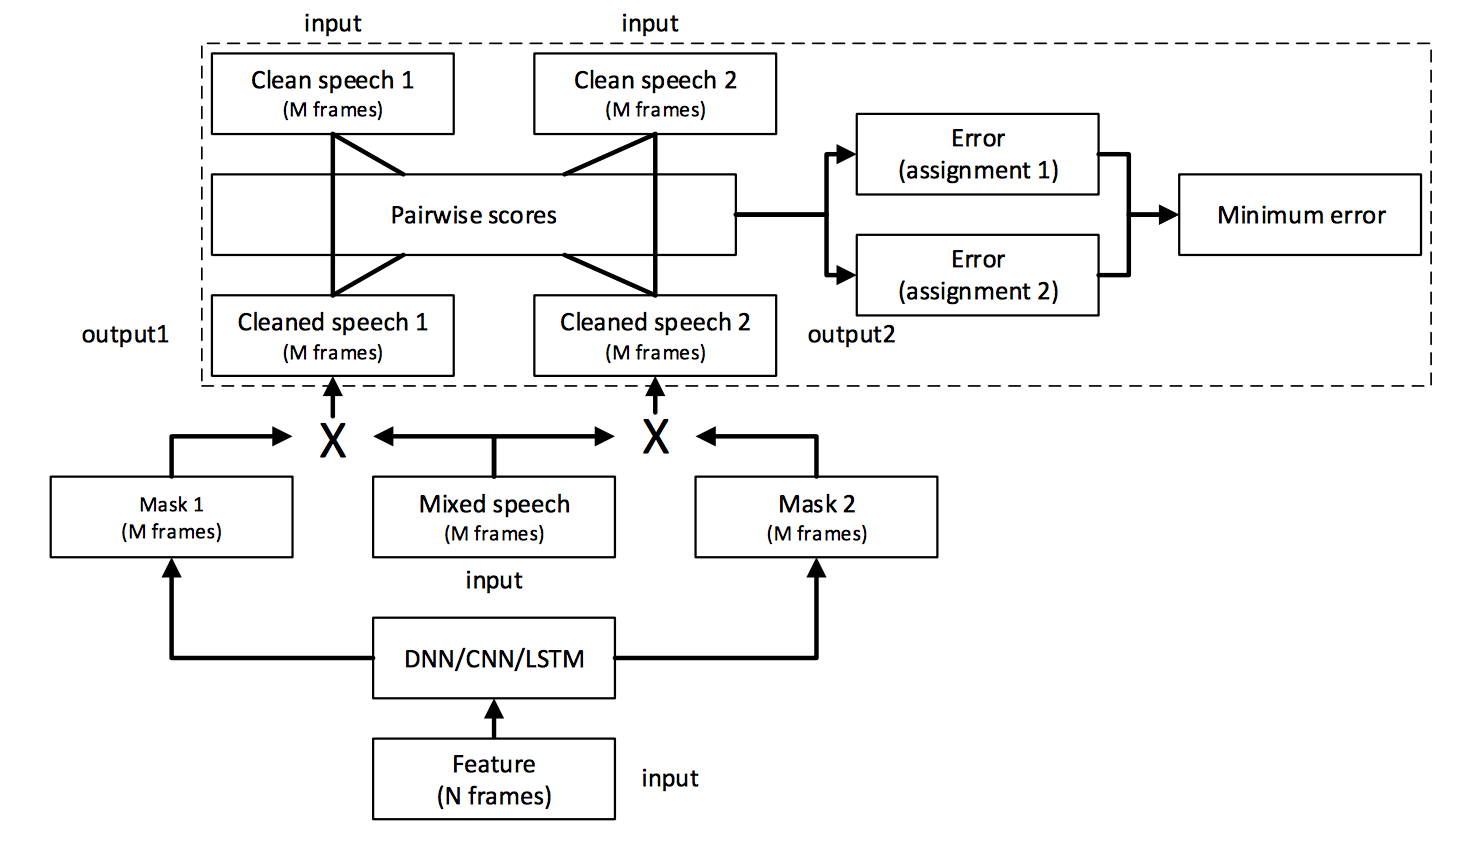 input
input
Clean speech 1
(M frames)
Clean speech 2
(M frames)
Error
(assignment 1)
Pairwise scores
Minimum error
Error
(assignment 2)
output1
Cleaned speech 1
(M frames)
Cleaned speech 2
(M frames)
output2
X
X
Mask 1
(M frames)
Mixed speech
(M frames)
Mask 2
(M frames)
input
DNN/CNN/LSTM
Feature
(N frames)
input